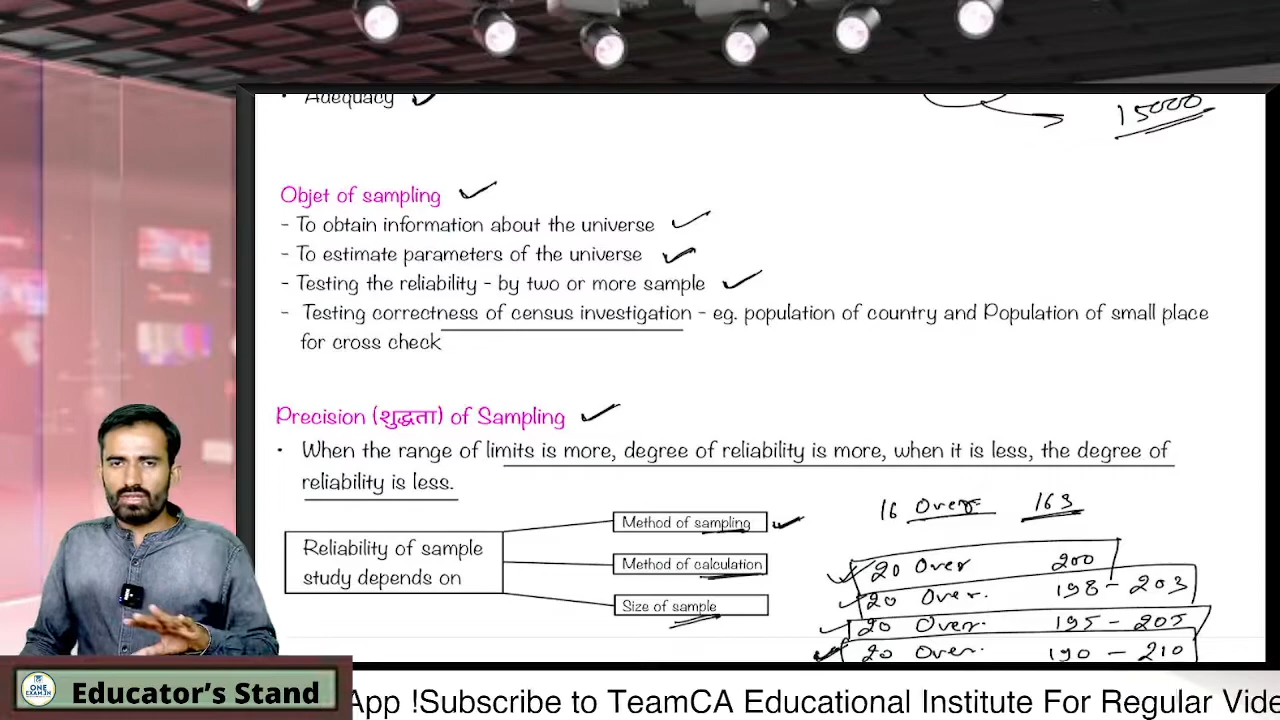 Adequacy
15000
Objet of sampling
- To obtain information about the universe
- To estimate parameters of the universe
- Testing the reliability - by two or more sample
- Testing correctness of census investigation - eg. population of country and Population of small place
for cross check
Precision (शुद्धता) of Sampling
• When the range of limits is more, degree of reliability is more, when it is less, the degree of
reliability is less.
16 Over 163
Reliability of sample
study depends on
Method of sampling
Method of calculation
Size of sample
20 Over 200
20 Over. 198 - 203
20 Over. 195 - 205
20 Over. 190 - 210
ONE
EXAM.IN
Educator's Stand
App !Subscribe to TeamCA Educational Institute For Regular Vide